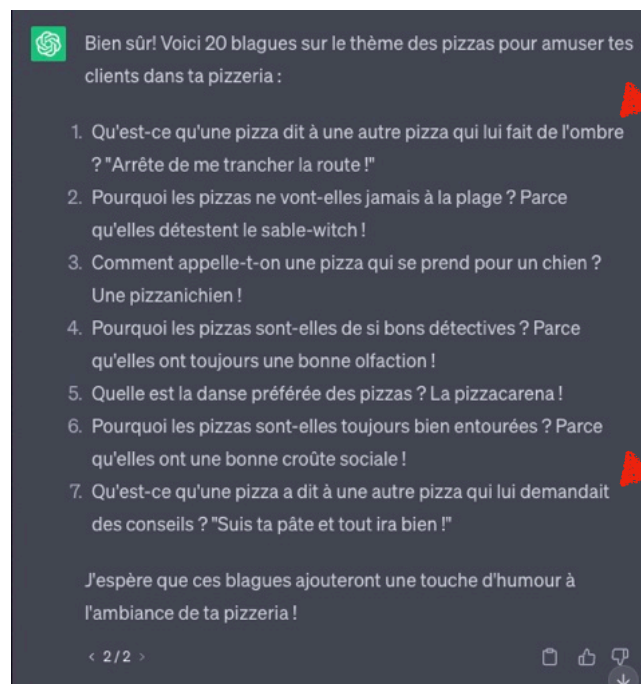 Bien sûr! Voici 20 blagues sur le thème des pizzas pour amuser tes
clients dans ta pizzeria :
1. Qu'est-ce qu'une pizza dit à une autre pizza qui lui fait de l'ombre
? "Arrête de me trancher la route !"
2. Pourquoi les pizzas ne vont-elles jamais à la plage ? Parce
qu'elles détestent le sable-witch !
3. Comment appelle-t-on une pizza qui se prend pour un chien ?
Une pizzanichien !
4. Pourquoi les pizzas sont-elles de si bons détectives ? Parce
qu'elles ont toujours une bonne olfaction !
5. Quelle est la danse préférée des pizzas ? La pizzacarena !
6. Pourquoi les pizzas sont-elles toujours bien entourées ? Parce
qu'elles ont une bonne croûte sociale !
7. Qu'est-ce qu'une pizza a dit à une autre pizza qui lui demandait
des conseils ? "Suis ta pâte et tout ira bien !"
J'espère que ces blagues ajouteront une touche d'humour à
l'ambiance de ta pizzeria !
< 2 / 2 >